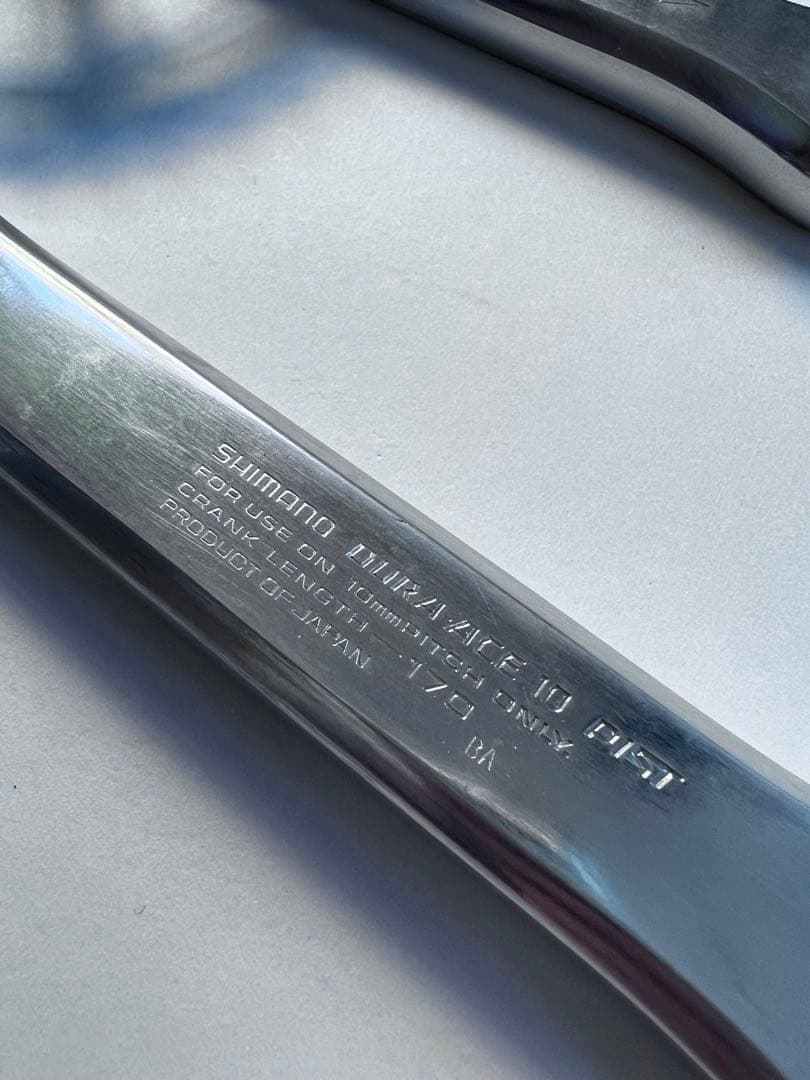 SHIMANO DURA-ACE 10 PIST
FOR USE ON 10mm PITCH ONLY.
CRANK LENGTH — 170
PRODUCT OF JAPAN
BA